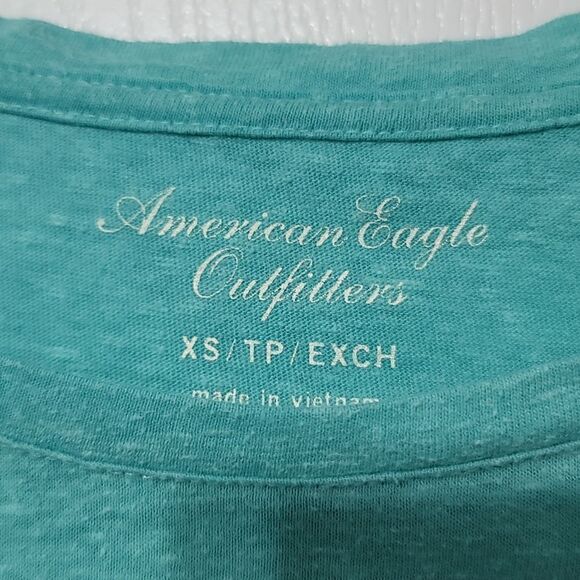 American Eagle
Outfitters
XS/TP/EXCH
made in vietnam